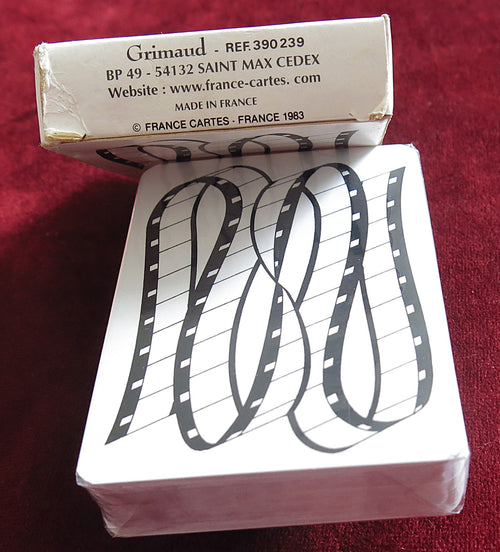 Grimaud - REF. 390 239
BP 49 - 54132 SAINT MAX CEDEX
Website : www.france-cartes. com
MADE IN FRANCE
© FRANCE CARTES - FRANCE 1983